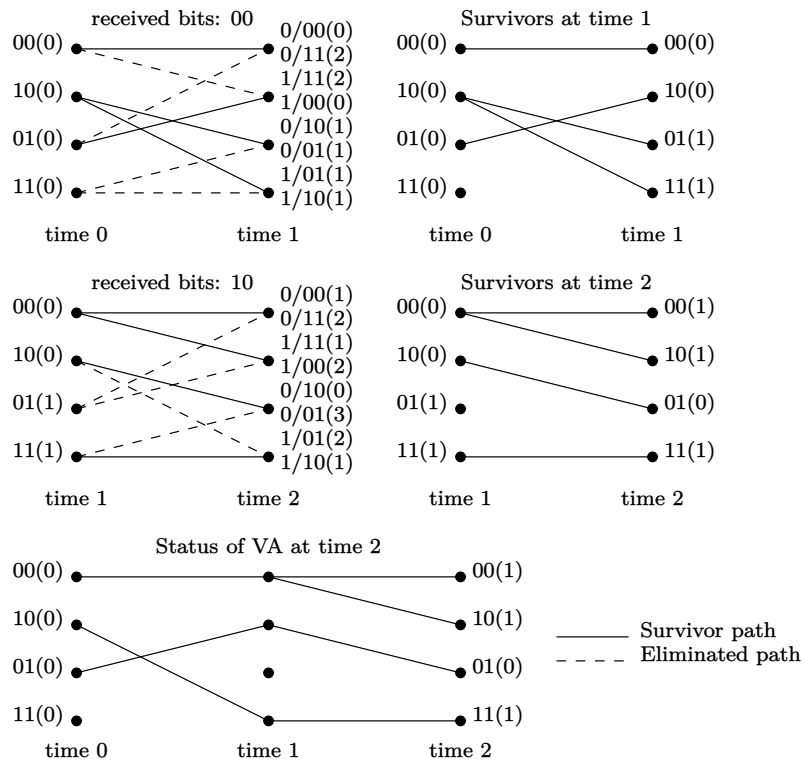 received bits: 00
00(0)
10(0)
01(0)
11(0)
0/00(0)
0/11(2)
1/11(2)
1/00(0)
0/10(1)
0/01(1)
1/01(1)
1/10(1)
time 0
time 1
Survivors at time 1
00(0)
10(0)
01(0)
11(0)
00(0)
10(0)
01(1)
11(1)
time 0
time 1
received bits: 10
00(0)
10(0)
01(1)
11(1)
0/00(1)
0/11(2)
1/11(1)
1/00(2)
0/10(0)
0/01(3)
1/01(2)
1/10(1)
time 1
time 2
Survivors at time 2
00(0)
10(0)
01(1)
11(1)
00(1)
10(1)
01(0)
11(1)
time 1
time 2
Status of VA at time 2
00(0)
10(0)
01(0)
11(0)
00(1)
10(1)
01(0)
11(1)
time 0
time 1
time 2
Survivor path
Eliminated path